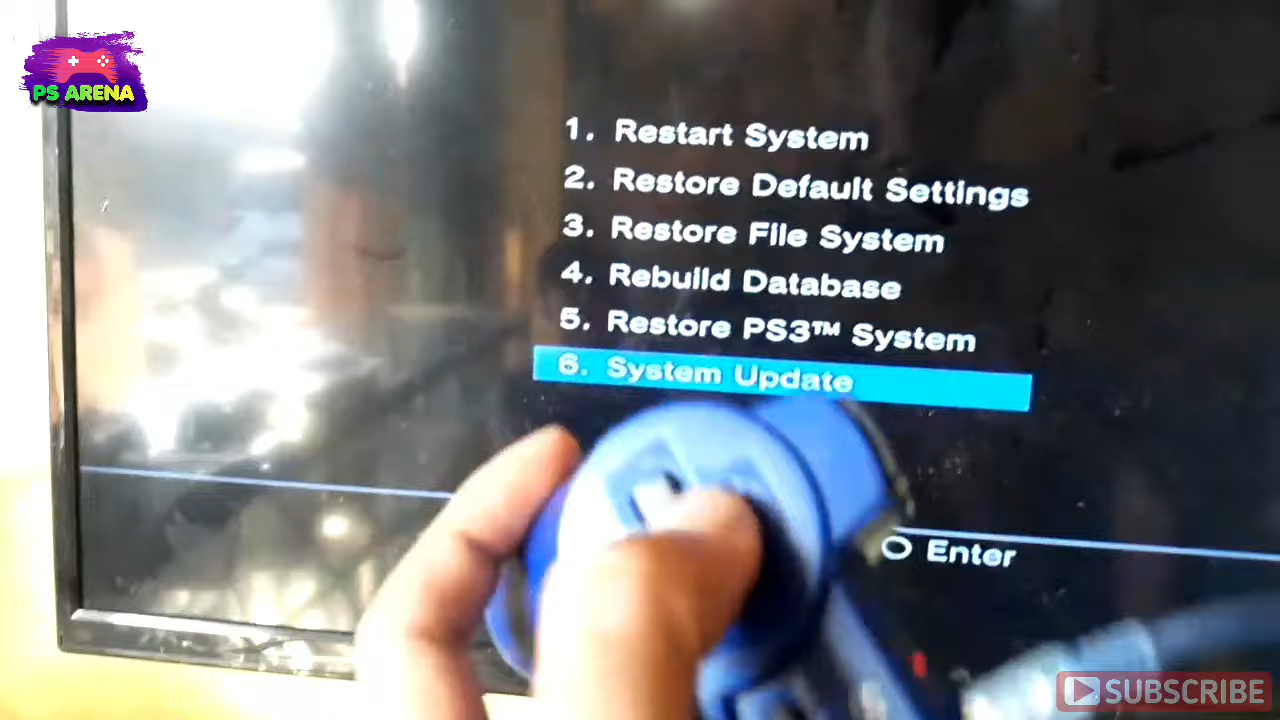 PS ARENA
1. Restart System
2. Restore Default Settings
3. Restore File System
4. Rebuild Database
5. Restore PS3™ System
6. System Update
Enter
SUBSCRIBE